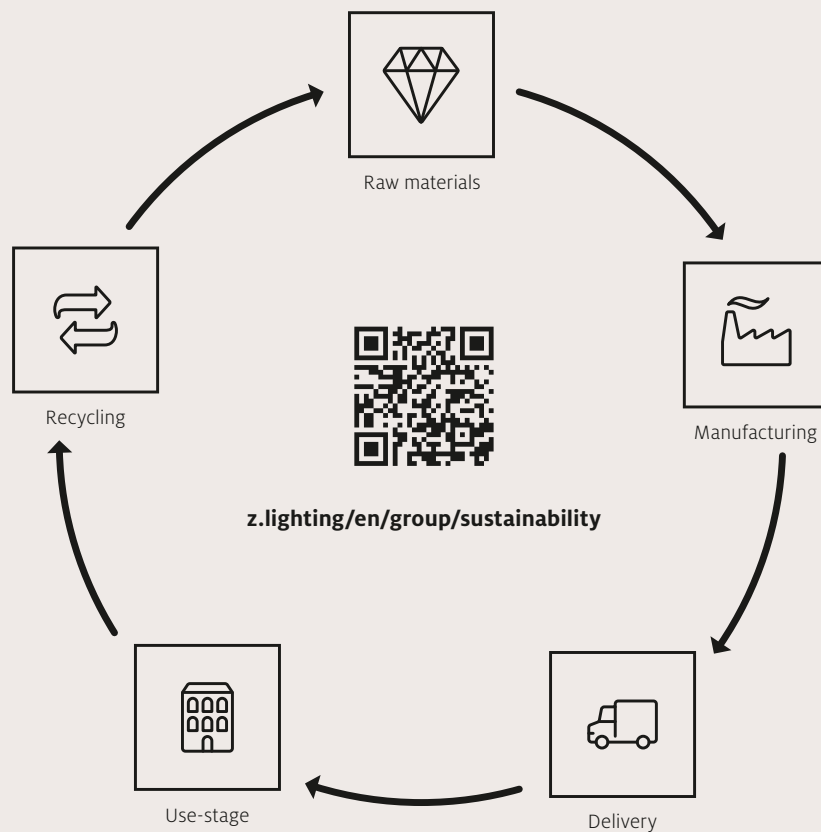 Raw materials
Recycling
Manufacturing
z.lighting/en/group/sustainability
Use-stage
Delivery